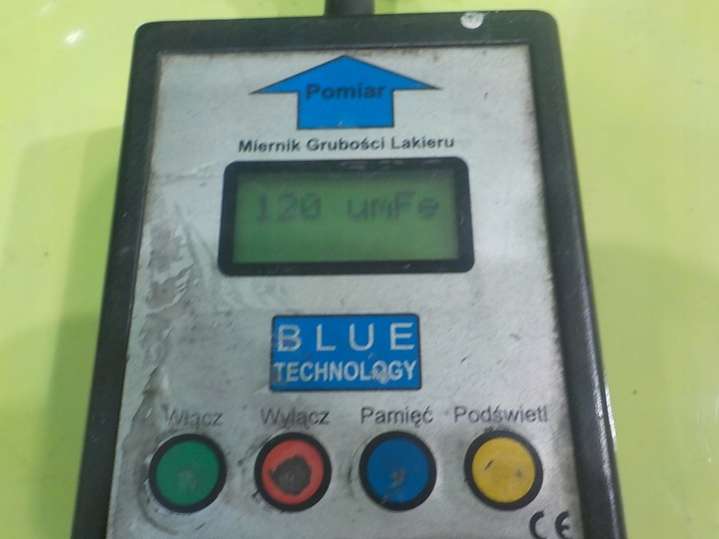 Pomiar
Miernik Grubości Lakieru
120 umFe
BLUE
TECHNOLOGY
Włącz Wyłącz Pamięć Podświetl
CE